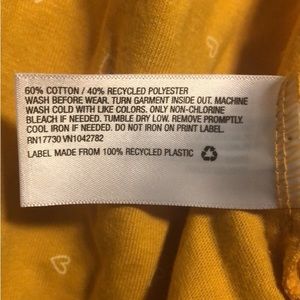 60% COTTON / 40% RECYCLED POLYESTER
WASH BEFORE WEAR. TURN GARMENT INSIDE OUT. MACHINE
WASH COLD WITH LIKE COLORS. ONLY NON-CHLORINE
BLEACH IF NEEDED. TUMBLE DRY LOW. REMOVE PROMPTLY.
COOL IRON IF NEEDED. DO NOT IRON ON PRINT LABEL.
RN17730 VN1042782
LABEL MADE FROM 100% RECYCLED PLASTIC